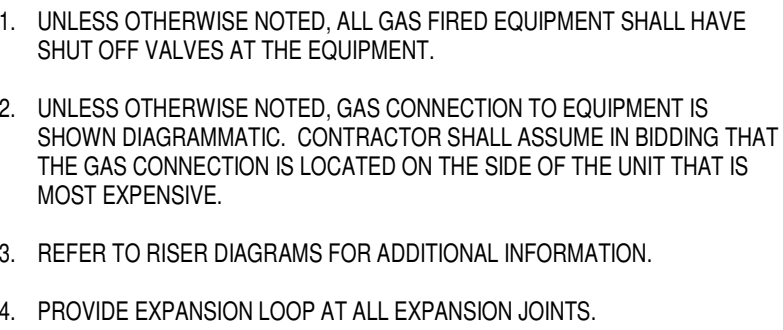 1. UNLESS OTHERWISE NOTED, ALL GAS FIRED EQUIPMENT SHALL HAVE
SHUT OFF VALVES AT THE EQUIPMENT.
2. UNLESS OTHERWISE NOTED, GAS CONNECTION TO EQUIPMENT IS
SHOWN DIAGRAMMATIC. CONTRACTOR SHALL ASSUME IN BIDDING THAT
THE GAS CONNECTION IS LOCATED ON THE SIDE OF THE UNIT THAT IS
MOST EXPENSIVE.
3. REFER TO RISER DIAGRAMS FOR ADDITIONAL INFORMATION.
4. PROVIDE EXPANSION LOOP AT ALL EXPANSION JOINTS.